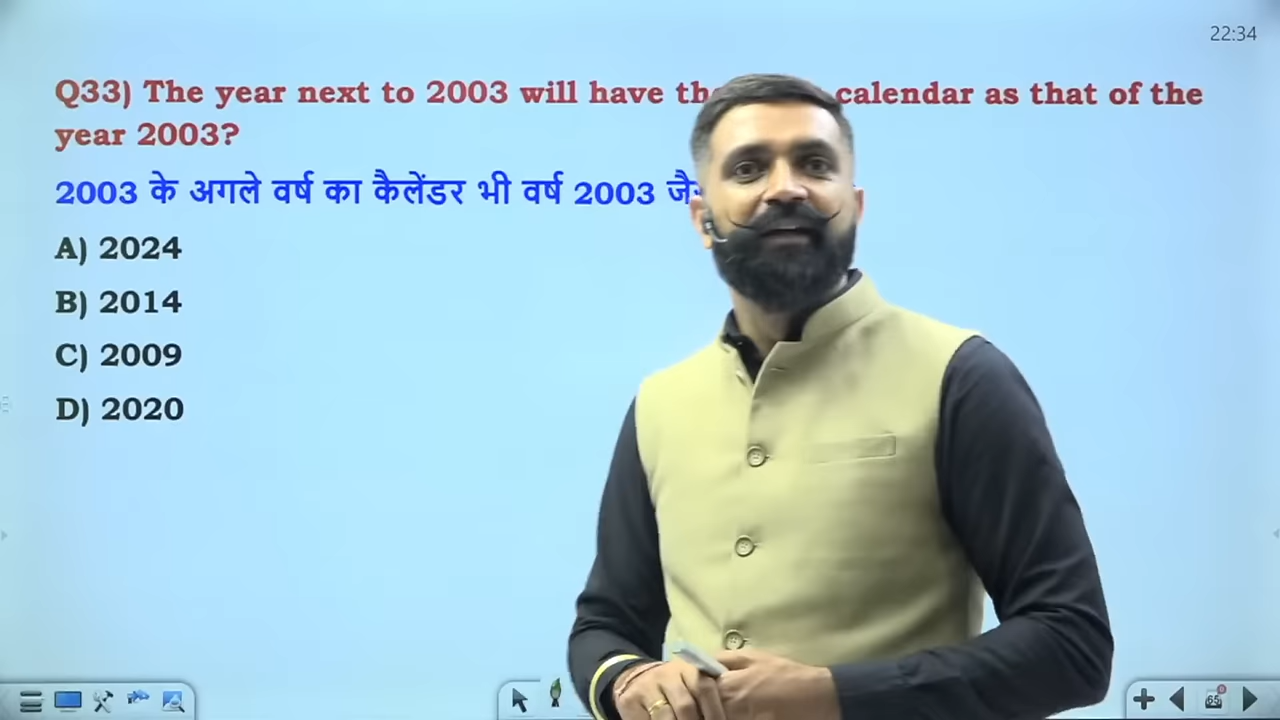 22:34
Q33) The year next to 2003 will have calendar as that of the
year 2003?
2003 के अगले वर्ष का कैलेंडर भी वर्ष 2003
A) 2024
B) 2014
C) 2009
D) 2020